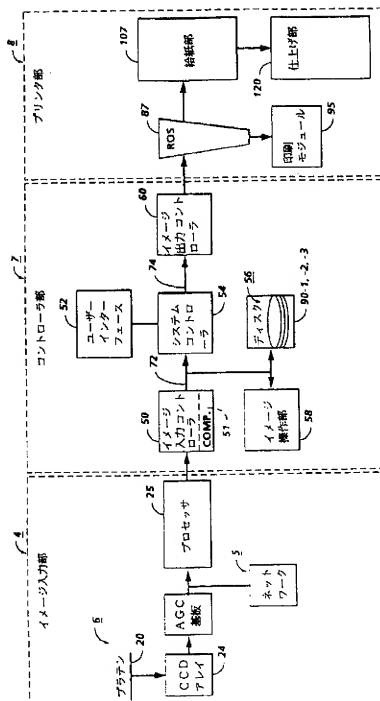 4
イメージ入力部
6
プラテン
20
CCD
アレイ
24
AGC
基板
ネット
ワーク
5
プロセッサ
25
7
コントローラ部
50
イメージ
入力コント
ローラ
COMP.
51
72
52
ユーザー
インター
フェース
システム
コントロ
ーラ
54
74
ディスク
56
90-1,-2,-3
イメージ
操作部
58
60
イメージ
出力コント
ローラ
8
プリンタ部
87
ROS
印刷
モジュール
95
107
給紙部
120
仕上げ部